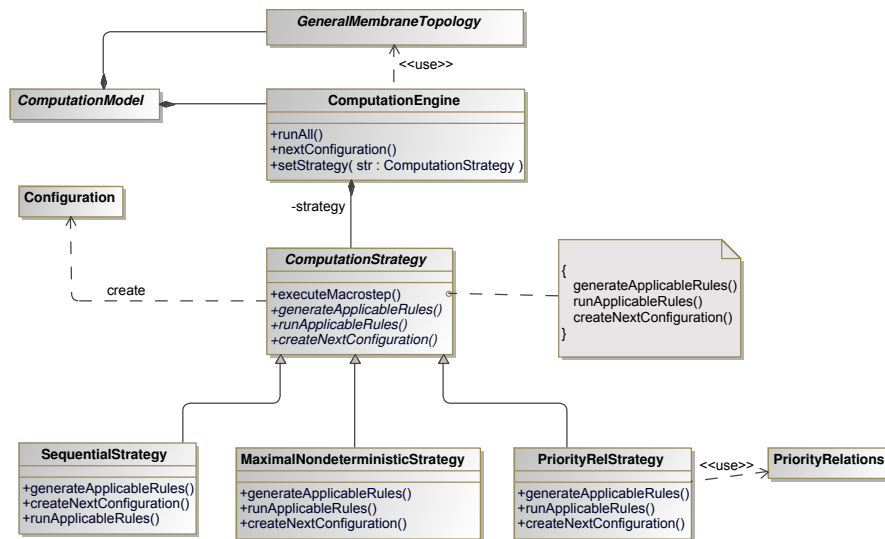 GeneralMembraneTopology
<<use>>
ComputationModel
ComputationEngine
+runAll()
+nextConfiguration()
+setStrategy( str : ComputationStrategy )
Configuration
-strategy
ComputationStrategy
+executeMacrostep()
+generateApplicableRules()
+runApplicableRules()
+createNextConfiguration()
create
{
generateApplicableRules()
runApplicableRules()
createNextConfiguration()
}
SequentialStrategy
+generateApplicableRules()
+createNextConfiguration()
+runApplicableRules()
MaximalNondeterministicStrategy
+generateApplicableRules()
+runApplicableRules()
+createNextConfiguration()
PriorityRelStrategy
+generateApplicableRules()
+runApplicableRules()
+createNextConfiguration()
<<use>>
PriorityRelations